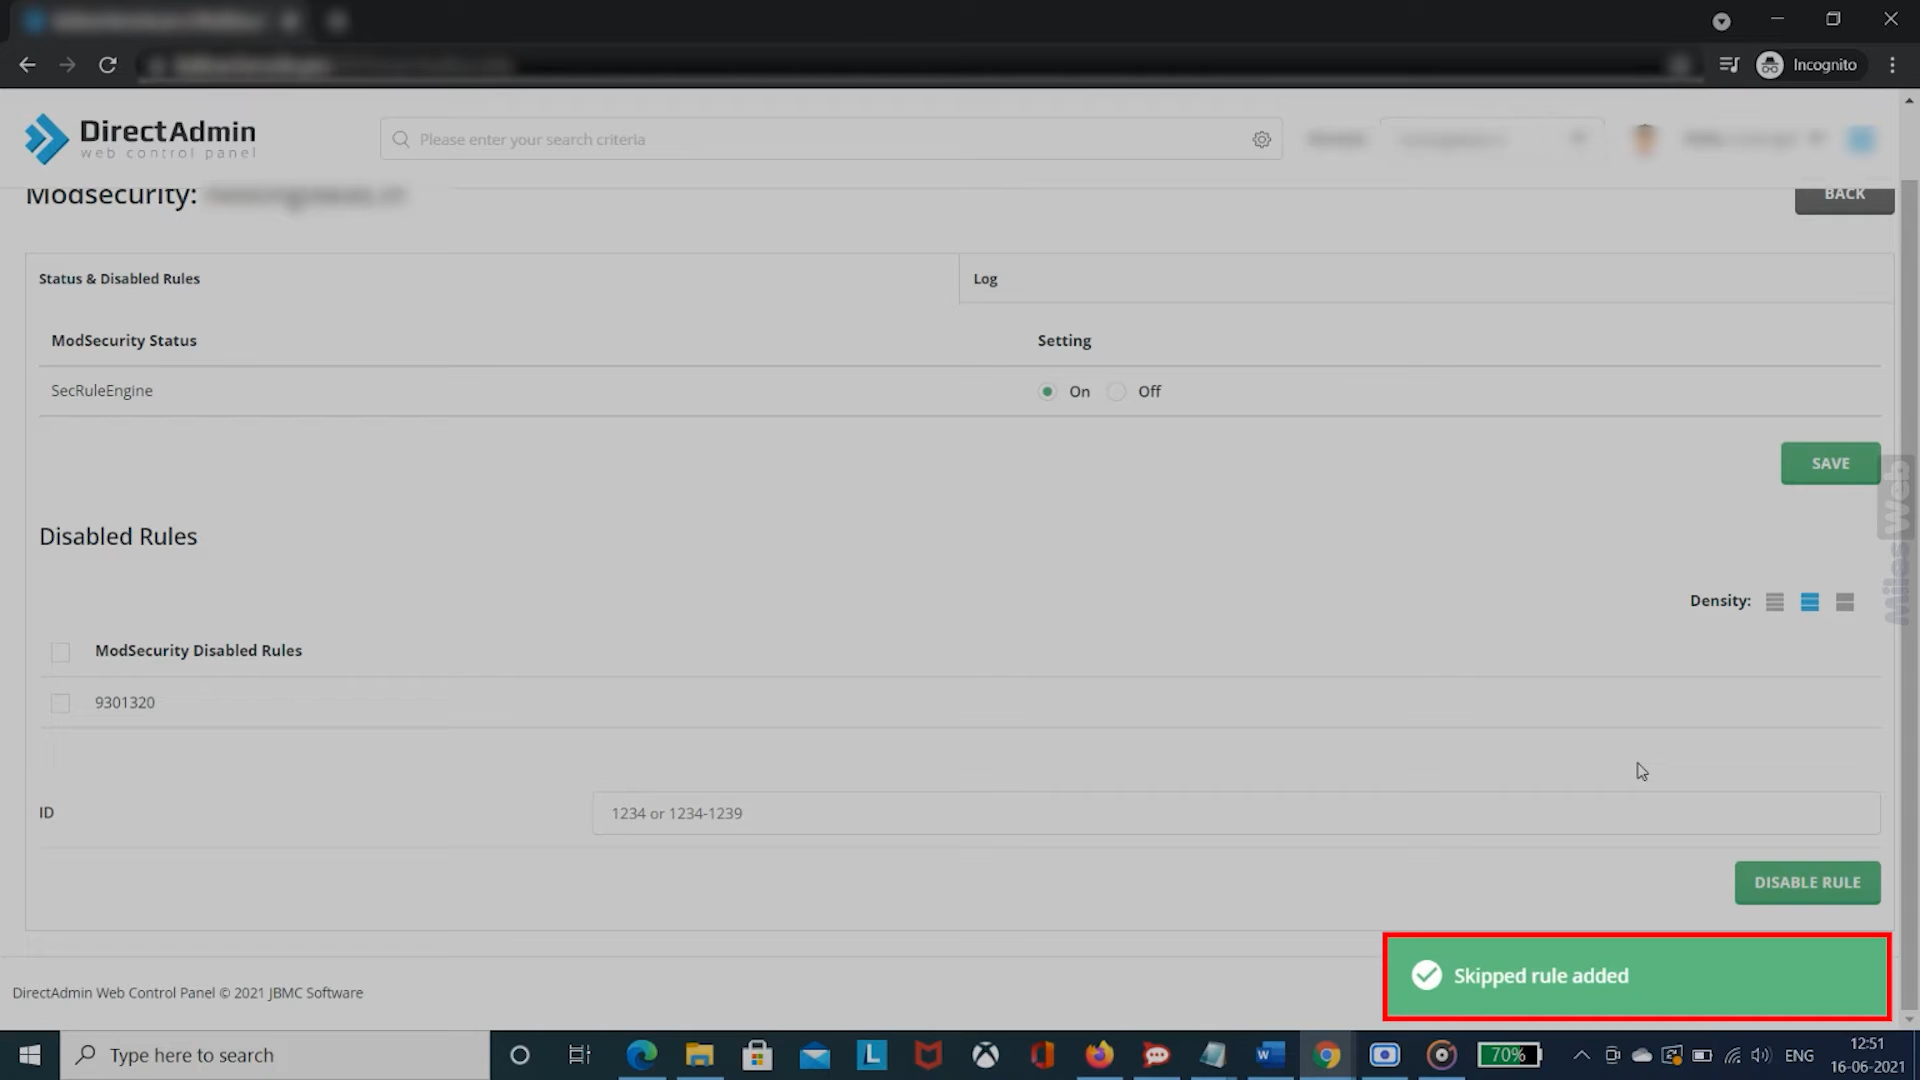 Incognito
DirectAdmin
web control panel
Please enter your search criteria
Modsecurity:
BACK
Status & Disabled Rules
Log
ModSecurity Status
Setting
SecRuleEngine
On
Off
SAVE
MilesWeb
Disabled Rules
Density:
ModSecurity Disabled Rules
9301320
ID
1234 or 1234-1239
DISABLE RULE
Skipped rule added
DirectAdmin Web Control Panel © 2021 JBMC Software
Type here to search
70%
ENG
12:51
16-06-2021